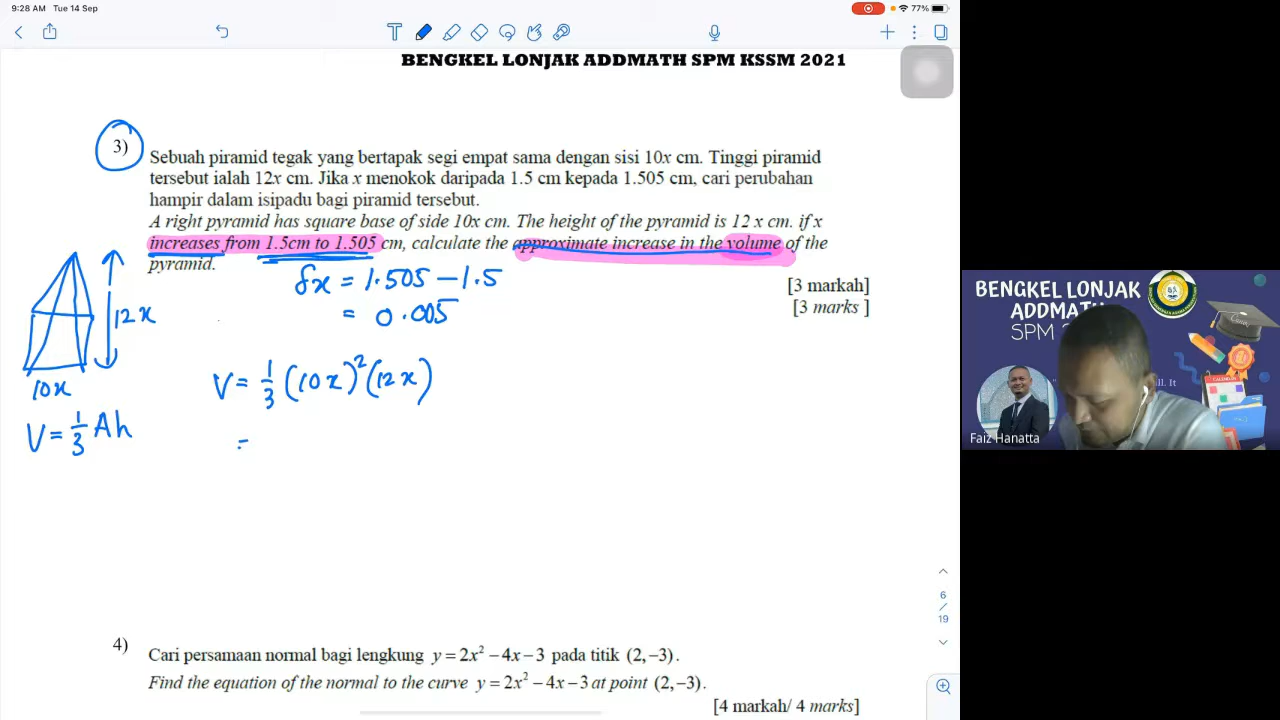 9:28 AM Tue 14 Sep
77%
BENGKEL LONJAK ADDMATH SPM KSSM 2021
3)
Sebuah piramid tegak yang bertapak segi empat sama dengan sisi 10x cm. Tinggi piramid
tersebut ialah 12x cm. Jika x menokok daripada 1.5 cm kepada 1.505 cm, cari perubahan
hampir dalam isipadu bagi piramid tersebut.
A right pyramid has square base of side 10x cm. The height of the pyramid is 12 x cm. if x
increases from 1.5cm to 1.505 cm, calculate the approximate increase in the volume of the
pyramid.
[3 markah]
[3 marks ]
δx = 1.505 − 1.5
= 0.005
12x
10x
V = 1/3 Ah
V = 1/3 (10x)² (12x)
=
4)
Cari persamaan normal bagi lengkung y = 2x² − 4x − 3 pada titik (2, −3).
Find the equation of the normal to the curve y = 2x² − 4x − 3 at point (2, −3).
[4 markah/ 4 marks]
6
/
19
BENGKEL LONJAK
ADDMATH
SPM 2
all. It
CALENDAR
Faiz Hanatta